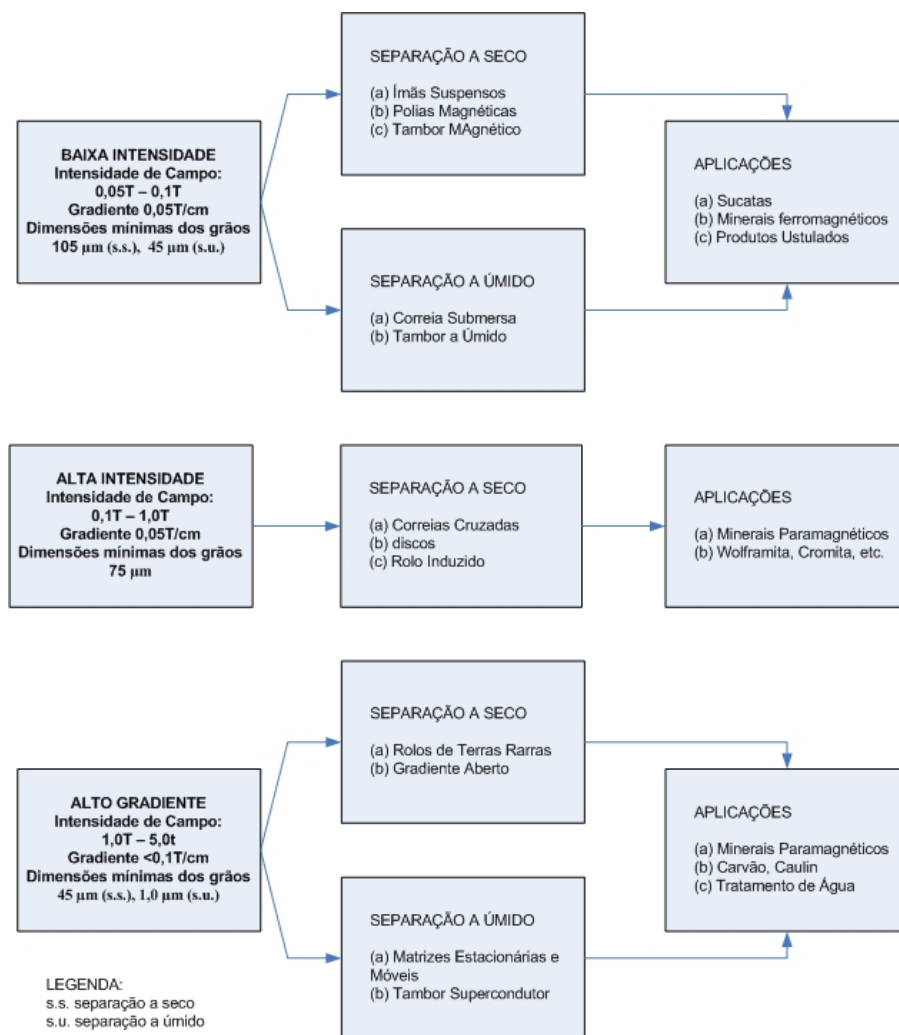 BAIXA INTENSIDADE
Intensidade de Campo:
0,05T – 0,1T
Gradiente 0,05T/cm
Dimensões mínimas dos grãos
105 µm (s.s.), 45 µm (s.u.)
SEPARAÇÃO A SECO
(a) Ímãs Suspensos
(b) Polias Magnéticas
(c) Tambor MAgnético
SEPARAÇÃO A ÚMIDO
(a) Correia Submersa
(b) Tambor a Úmido
APLICAÇÕES
(a) Sucatas
(b) Minerais ferromagnéticos
(c) Produtos Ustulados
ALTA INTENSIDADE
Intensidade de Campo:
0,1T – 1,0T
Gradiente 0,05T/cm
Dimensões mínimas dos grãos
75 µm
SEPARAÇÃO A SECO
(a) Correias Cruzadas
(b) discos
(c) Rolo Induzido
APLICAÇÕES
(a) Minerais Paramagnéticos
(b) Wolframita, Cromita, etc.
ALTO GRADIENTE
Intensidade de Campo:
1,0T – 5,0t
Gradiente <0,1T/cm
Dimensões mínimas dos grãos
45 µm (s.s.), 1,0 µm (s.u.)
SEPARAÇÃO A SECO
(a) Rolos de Terras Rarras
(b) Gradiente Aberto
SEPARAÇÃO A ÚMIDO
(a) Matrizes Estacionárias e
Móveis
(b) Tambor Supercondutor
APLICAÇÕES
(a) Minerais Paramagnéticos
(b) Carvão, Caulin
(c) Tratamento de Água
LEGENDA:
s.s. separação a seco
s.u. separação a úmido